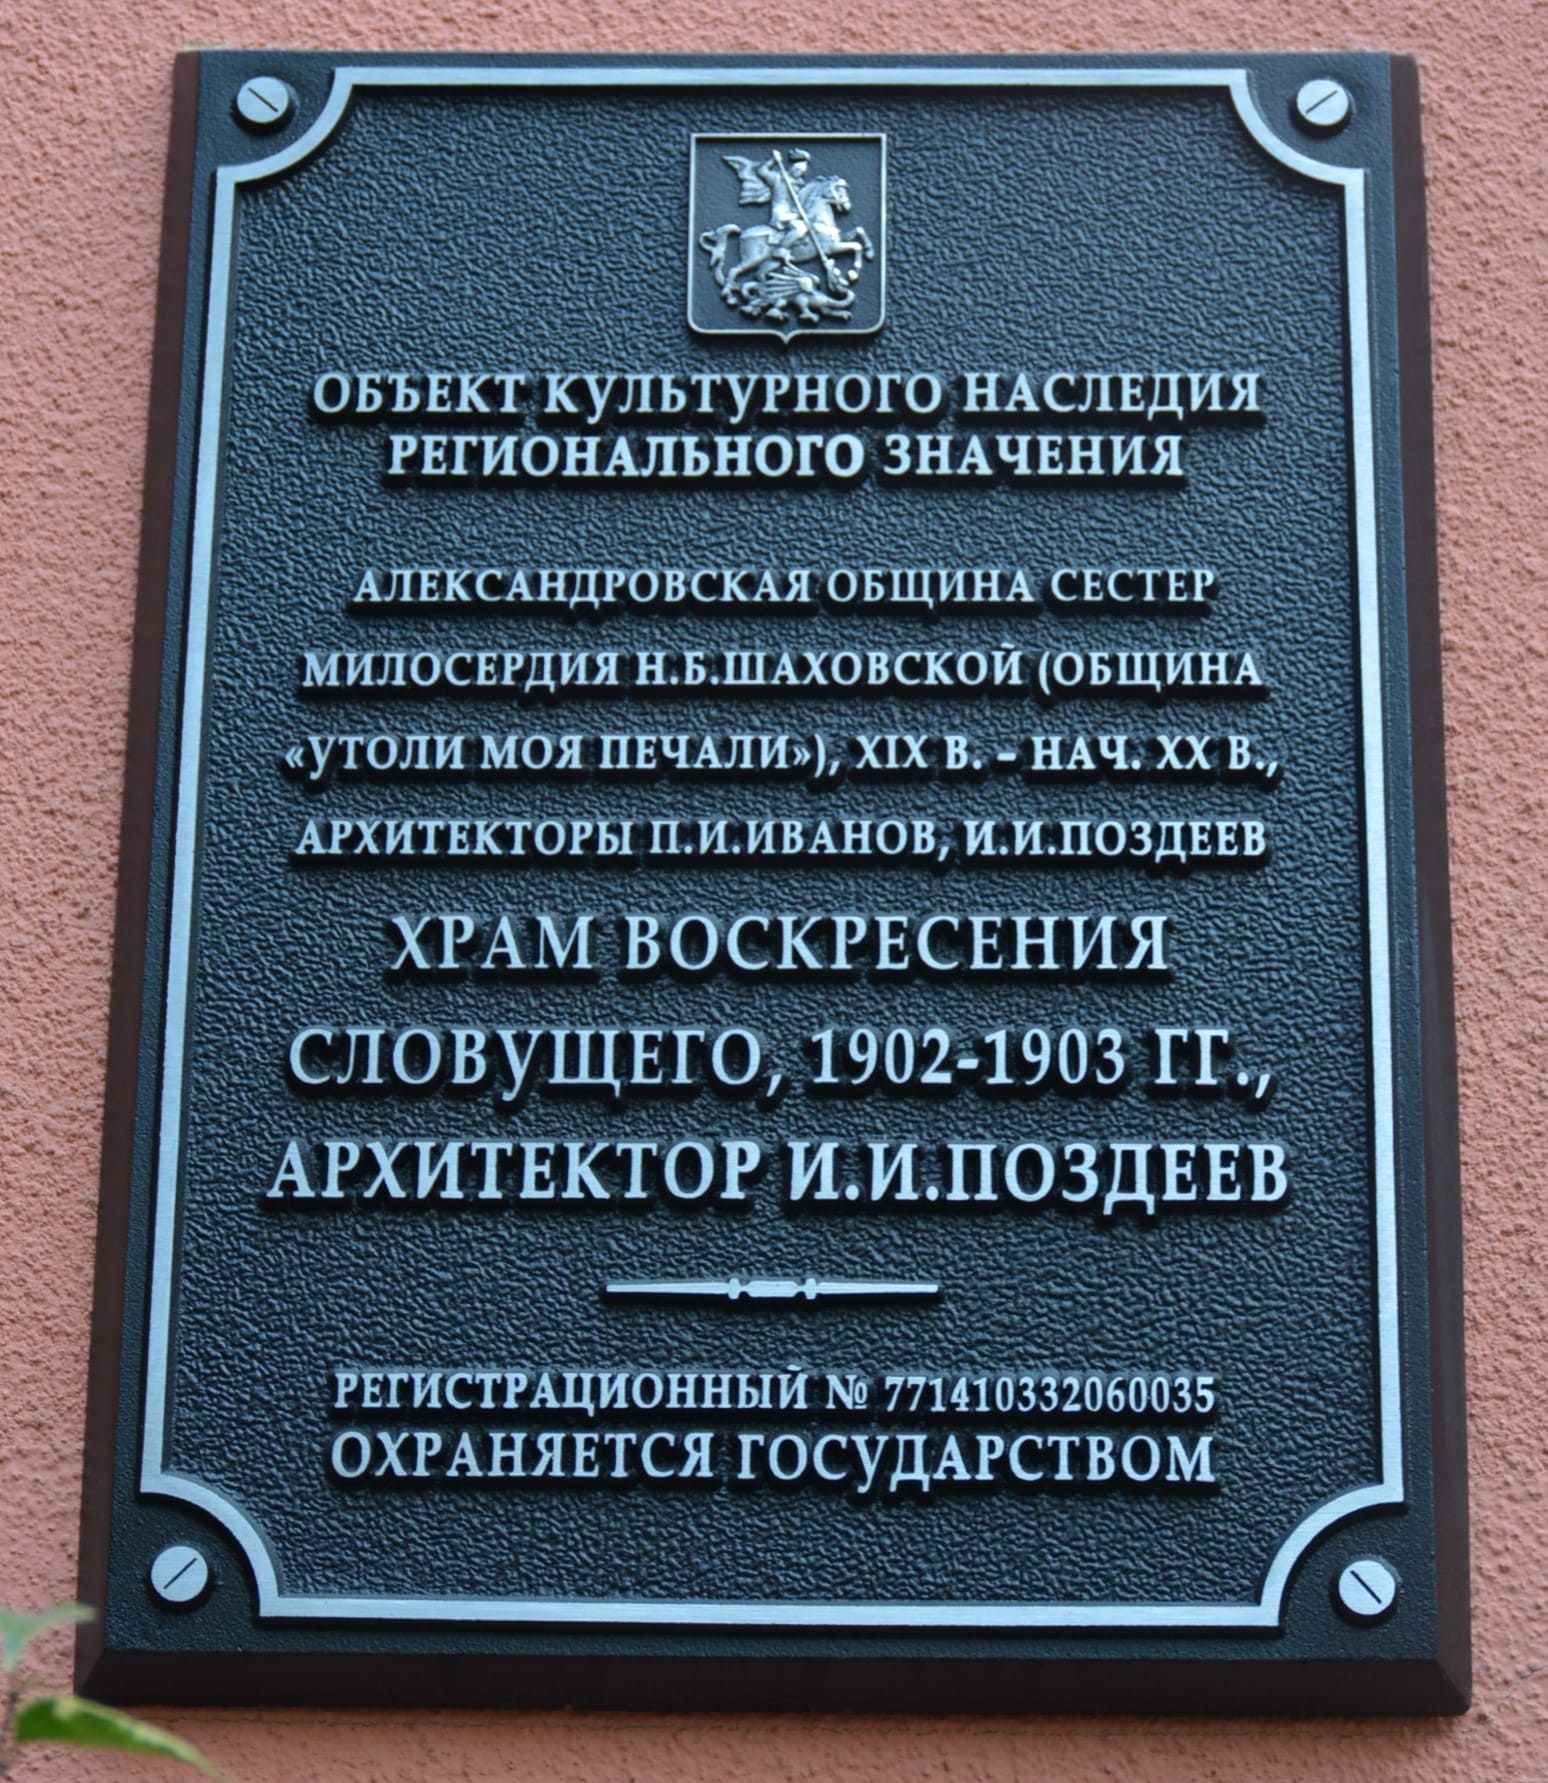 ОБЪЕКТ КУЛЬТУРНОГО НАСЛЕДИЯ
РЕГИОНАЛЬНОГО ЗНАЧЕНИЯ
АЛЕКСАНДРОВСКАЯ ОБЩИНА СЕСТЕР
МИЛОСЕРДИЯ Н.Б.ШАХОВСКОЙ (ОБЩИНА
«УТОЛИ МОЯ ПЕЧАЛИ»), XIX В. - НАЧ. XX В.,
АРХИТЕКТОРЫ П.И.ИВАНОВ, И.И.ПОЗДЕЕВ
ХРАМ ВОСКРЕСЕНИЯ
СЛОВУЩЕГО, 1902-1903 ГГ.,
АРХИТЕКТОР И.И.ПОЗДЕЕВ
РЕГИСТРАЦИОННЫЙ № 771410332060035
ОХРАНЯЕТСЯ ГОСУДАРСТВОМ